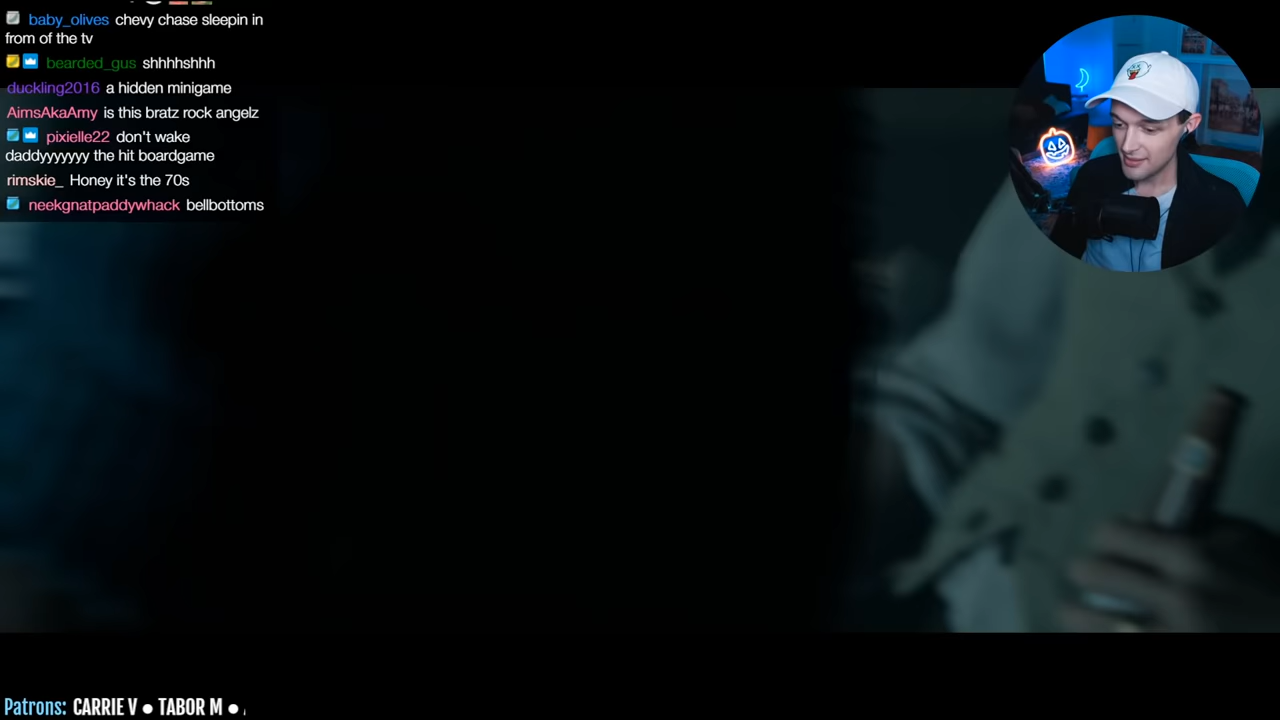 baby_olives chevy chase sleepin in
from of the tv
bearded_gus shhhhshhh
duckling2016 a hidden minigame
AimsAkaAmy is this bratz rock angelz
pixielle22 don't wake
daddyyyyyyy the hit boardgame
rimskie_ Honey it's the 70s
neekgnatpaddywhack bellbottoms
Patrons: CARRIE V ● TABOR M ●